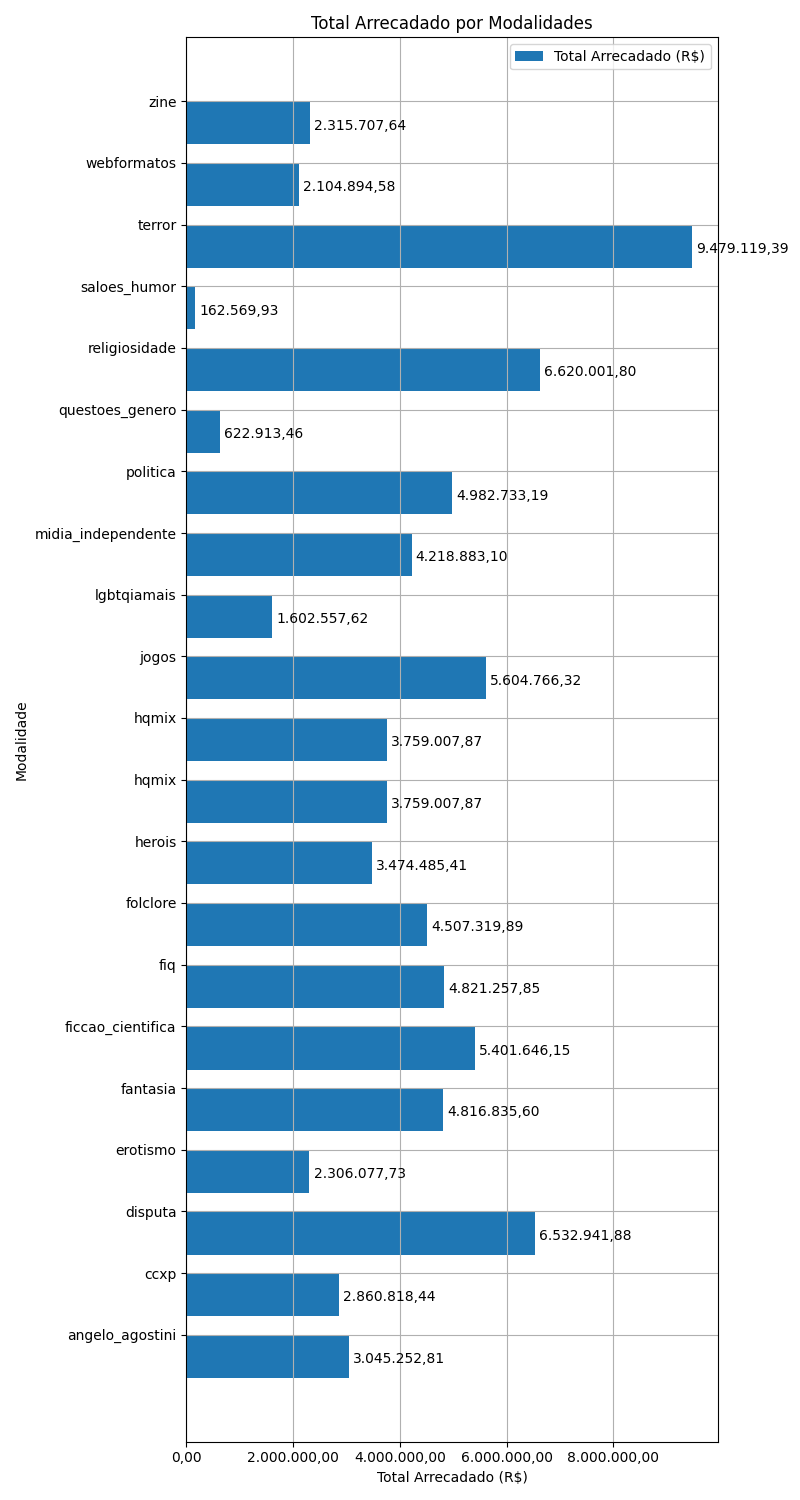 Total Arrecadado por Modalidades
Total Arrecadado (R$)
zine
2.315.707,64
webformatos
2.104.894,58
terror
9.479.119,39
saloes_humor
162.569,93
religiosidade
6.620.001,80
questoes_genero
622.913,46
politica
4.982.733,19
midia_independente
4.218.883,10
lgbtqiamais
1.602.557,62
jogos
5.604.766,32
hqmix
3.759.007,87
hqmix
3.759.007,87
herois
3.474.485,41
folclore
4.507.319,89
fiq
4.821.257,85
ficcao_cientifica
5.401.646,15
fantasia
4.816.835,60
erotismo
2.306.077,73
disputa
6.532.941,88
ccxp
2.860.818,44
angelo_agostini
3.045.252,81
Modalidade
0,00 2.000.000,00 4.000.000,00 6.000.000,00 8.000.000,00
Total Arrecadado (R$)